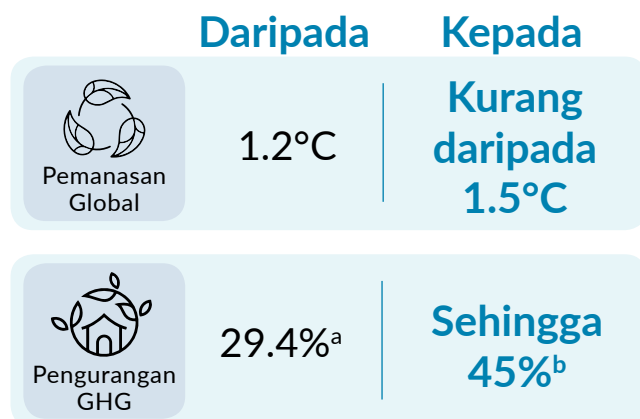 Daripada Kepada
Pemanasan
Global
1.2°C
Kurang
daripada
1.5°C
Pengurangan
GHG
29.4%ᵃ
Sehingga
45%ᵇ